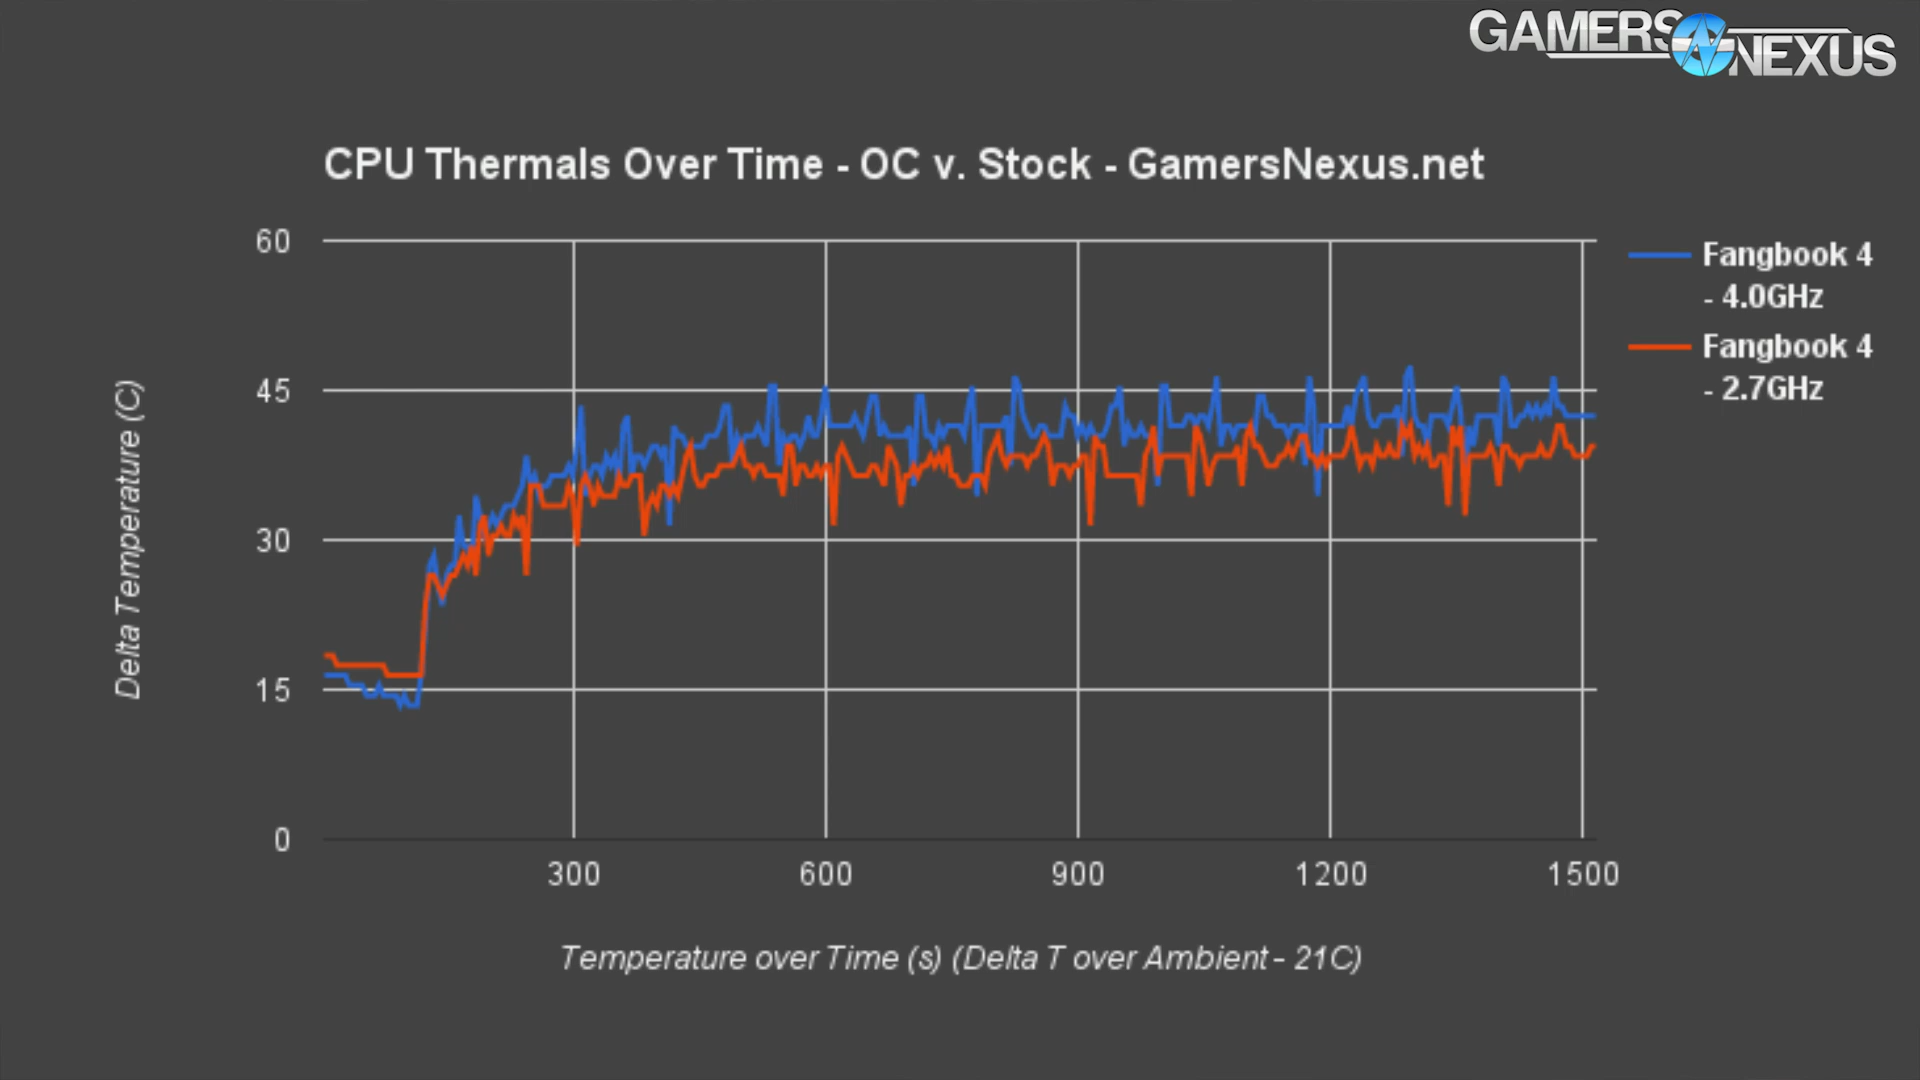 GAMERS NEXUS
CPU Thermals Over Time - OC v. Stock - GamersNexus.net
60
45
30
15
0
Delta Temperature (C)
300 600 900 1200 1500
Temperature over Time (s) (Delta T over Ambient - 21C)
Fangbook 4
- 4.0GHz
Fangbook 4
- 2.7GHz